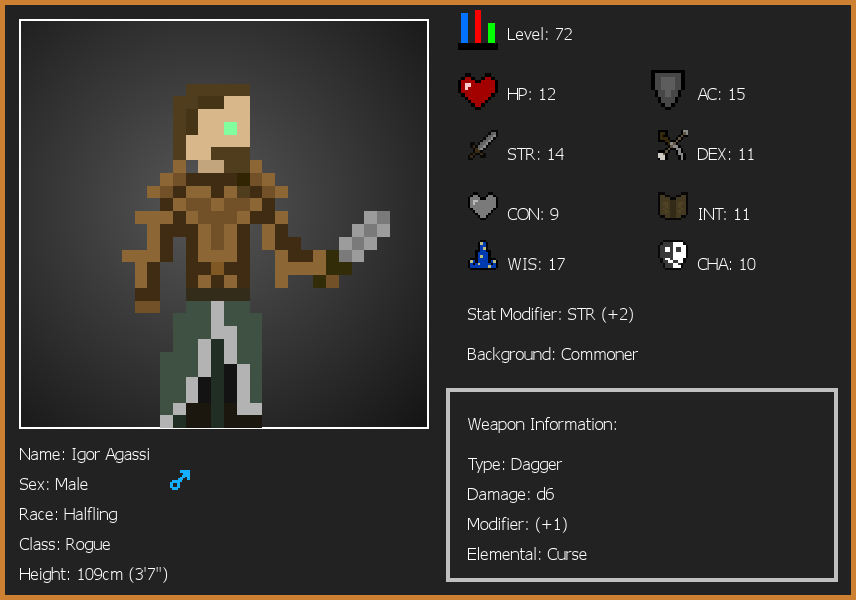 Level: 72
HP: 12
AC: 15
STR: 14
DEX: 11
CON: 9
INT: 11
WIS: 17
CHA: 10
Stat Modifier: STR (+2)
Background: Commoner
Weapon Information:
Type: Dagger
Damage: d6
Modifier: (+1)
Elemental: Curse
Name: Igor Agassi
Sex: Male
Race: Halfling
Class: Rogue
Height: 109cm (3'7")